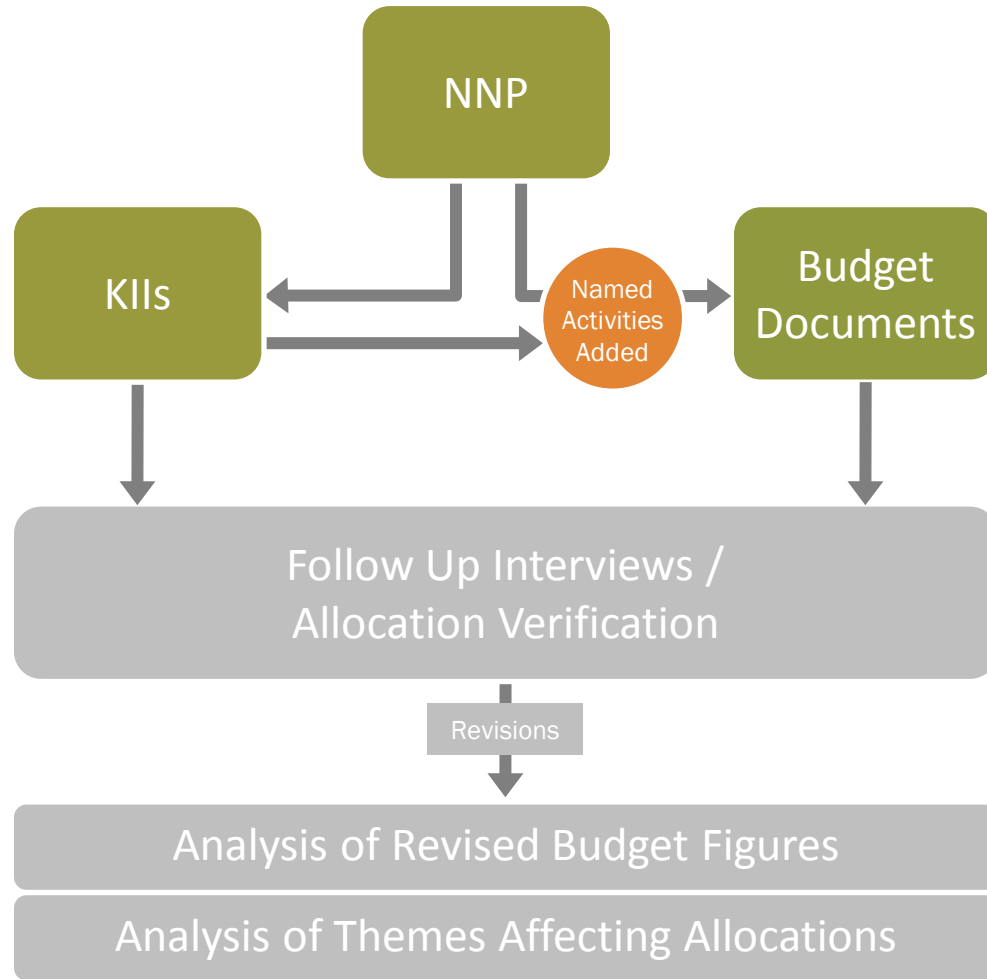 NNP
KIIs
Named
Activities
Added
Budget
Documents
Follow Up Interviews /
Allocation Verification
Revisions
Analysis of Revised Budget Figures
Analysis of Themes Affecting Allocations